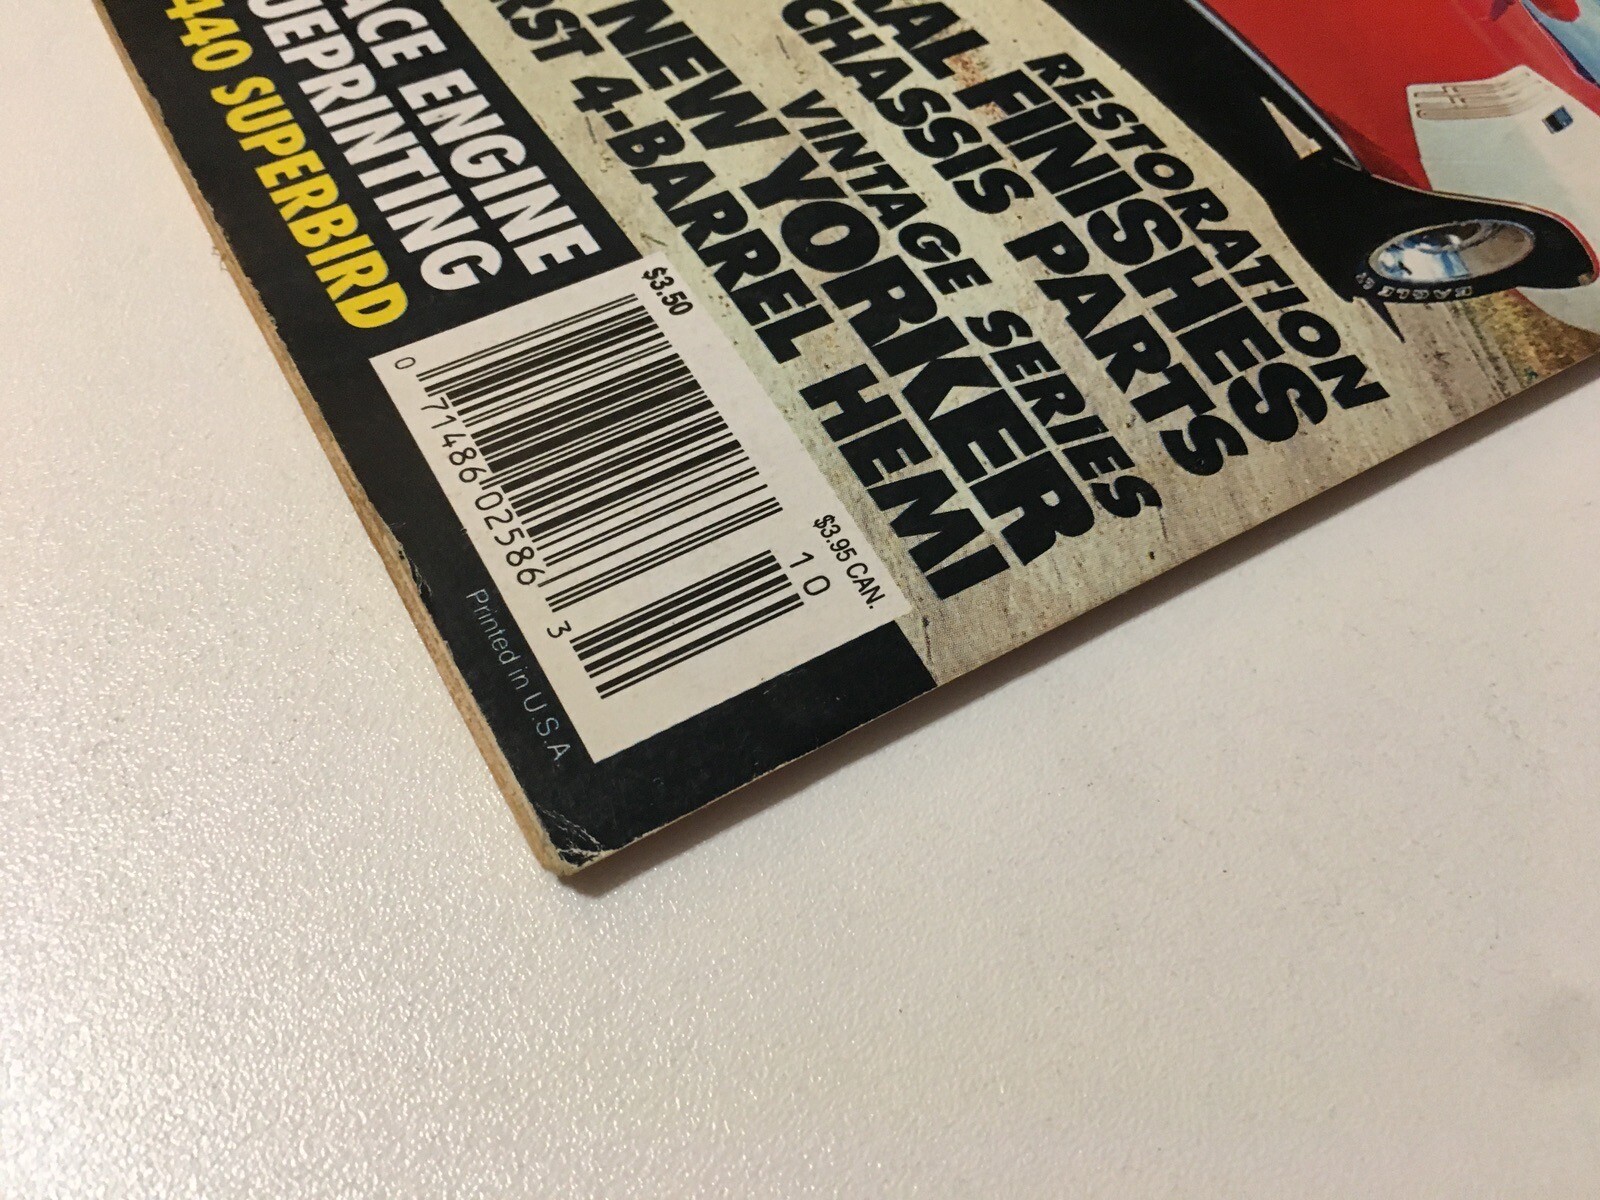 RESTORATION
FINISHES
CHASSIS PARTS
VINTAGE SERIES
NEW YORKER
4-BARREL HEMI
ENGINE
440 SUPERBIRD
$3.50
$3.95 CAN.
10
0 71486 02586 3
Printed in U.S.A.
EAGLE